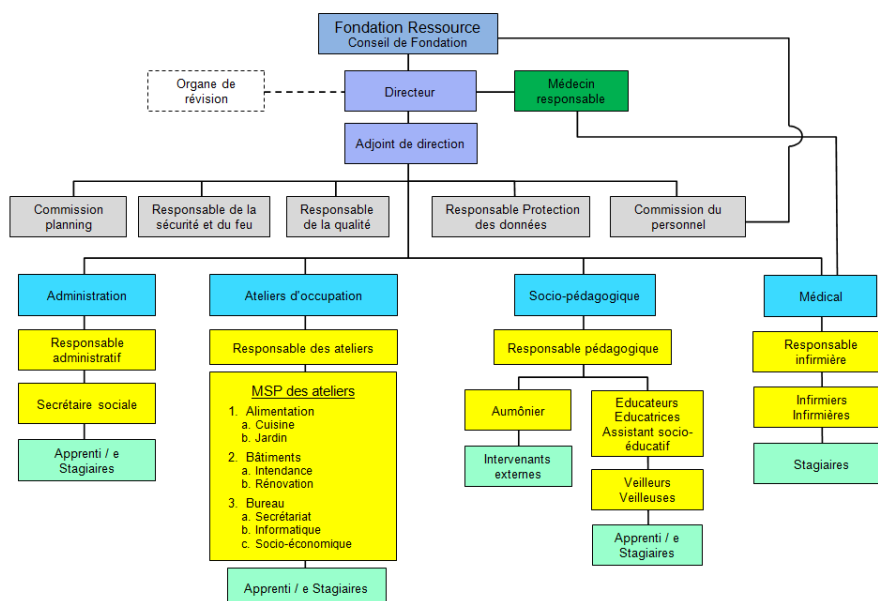 Fondation Ressource
Conseil de Fondation
Organe de
révision
Directeur
Médecin
responsable
Adjoint de direction
Commission
planning
Responsable de la
sécurité et du feu
Responsable
de la qualité
Responsable Protection
des données
Commission du
personnel
Administration
Ateliers d'occupation
Socio-pédagogique
Médical
Responsable
administratif
Responsable des ateliers
Responsable pédagogique
Responsable
infirmière
Secrétaire sociale
MSP des ateliers
1. Alimentation
a. Cuisine
b. Jardin
2. Bâtiments
a. Intendance
b. Rénovation
3. Bureau
a. Secrétariat
b. Informatique
c. Socio-économique
Aumônier
Educateurs
Educatrices
Assistant socio-
éducatif
Infirmiers
Infirmières
Apprenti / e
Stagiaires
Intervenants
externes
Veilleurs
Veilleuses
Stagiaires
Apprenti / e
Stagiaires
Apprenti / e Stagiaires